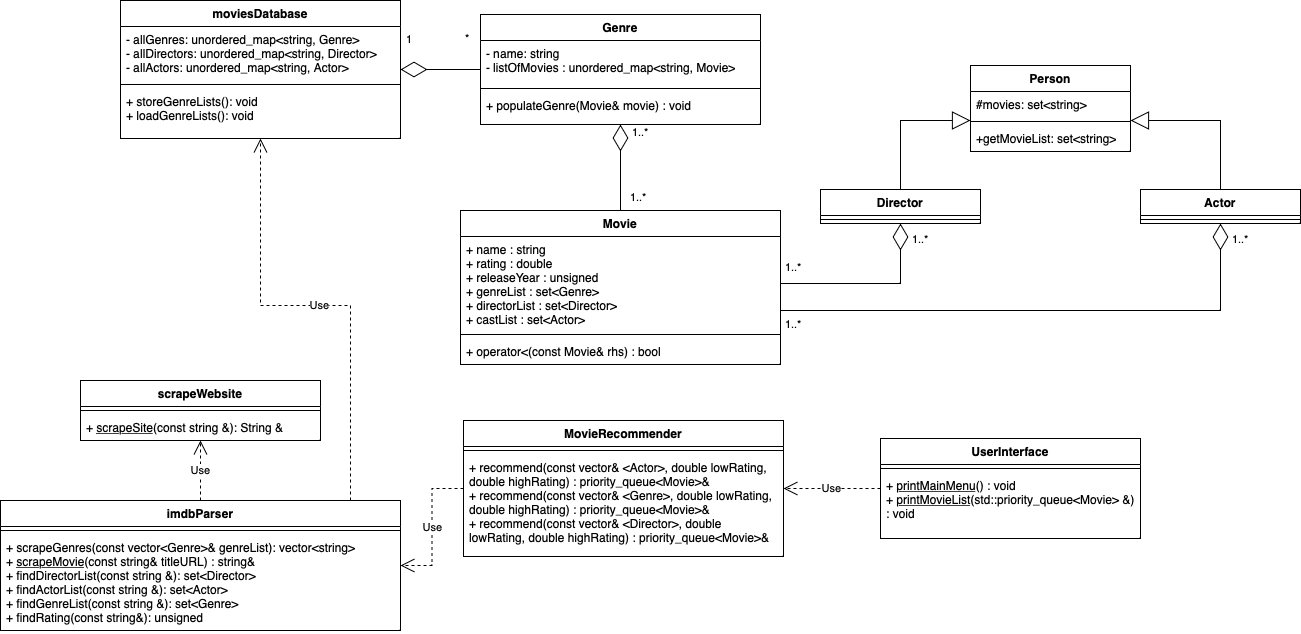 moviesDatabase
- allGenres: unordered_map<string, Genre>
- allDirectors: unordered_map<string, Director>
- allActors: unordered_map<string, Actor>
+ storeGenreLists(): void
+ loadGenreLists(): void
1
*
Genre
- name: string
- listOfMovies : unordered_map<string, Movie>
+ populateGenre(Movie& movie) : void
1..*
1..*
Person
#movies: set<string>
+getMovieList: set<string>
Director
Actor
1..*
1..*
Movie
+ name : string
+ rating : double
+ releaseYear : unsigned
+ genreList : set<Genre>
+ directorList : set<Director>
+ castList : set<Actor>
+ operator<(const Movie& rhs) : bool
1..*
1..*
Use
scrapeWebsite
+ scrapeSite(const string &): String &
Use
imdbParser
+ scrapeGenres(const vector<Genre>& genreList): vector<string>
+ scrapeMovie(const string& titleURL) : string&
+ findDirectorList(const string &): set<Director>
+ findActorList(const string &): set<Actor>
+ findGenreList(const string &): set<Genre>
+ findRating(const string&): unsigned
Use
MovieRecommender
+ recommend(const vector& <Actor>, double lowRating,
double highRating) : priority_queue<Movie>&
+ recommend(const vector& <Genre>, double lowRating,
double highRating) : priority_queue<Movie>&
+ recommend(const vector& <Director>, double
lowRating, double highRating) : priority_queue<Movie>&
Use
UserInterface
+ printMainMenu() : void
+ printMovieList(std::priority_queue<Movie> &)
: void